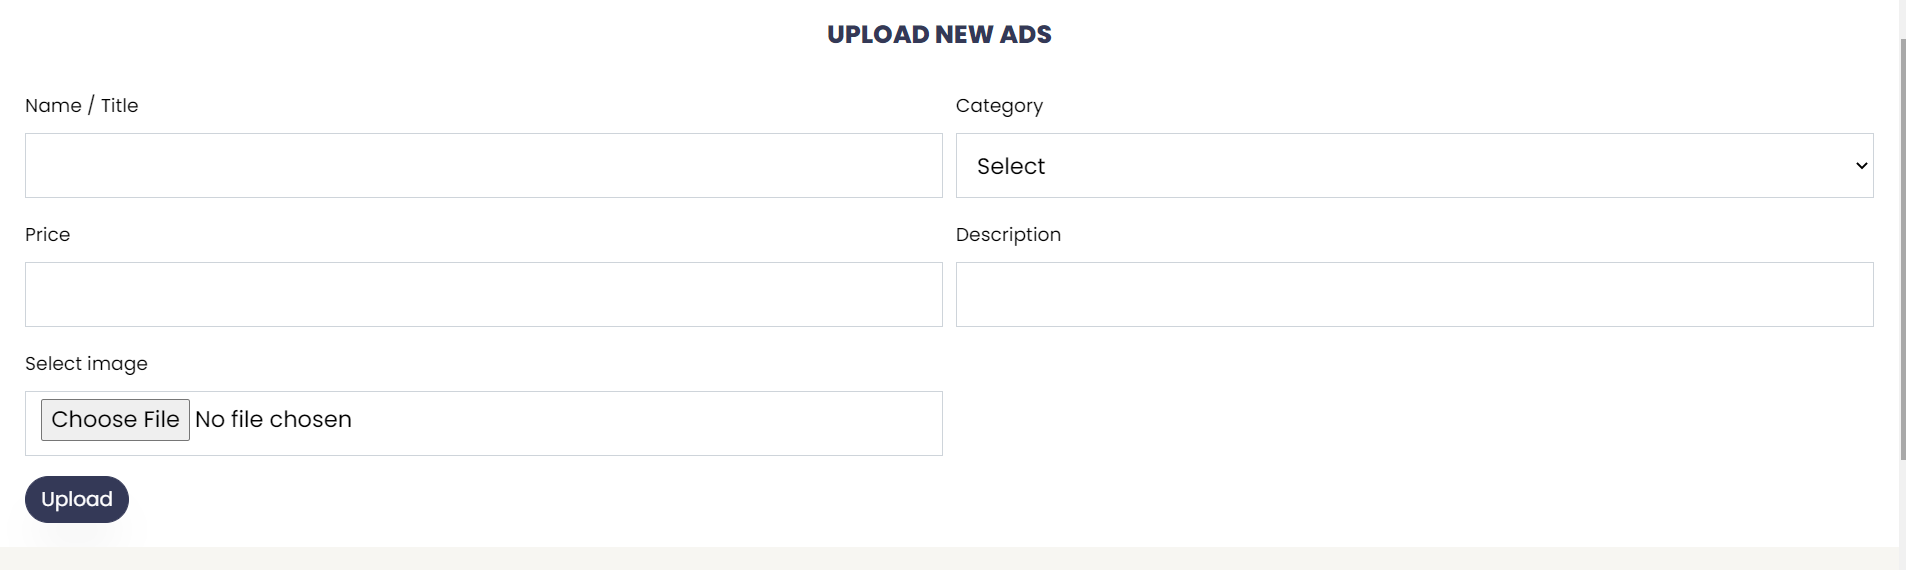 UPLOAD NEW ADS
Name / Title
Category
Select
Price
Description
Select image
Choose File No file chosen
Upload